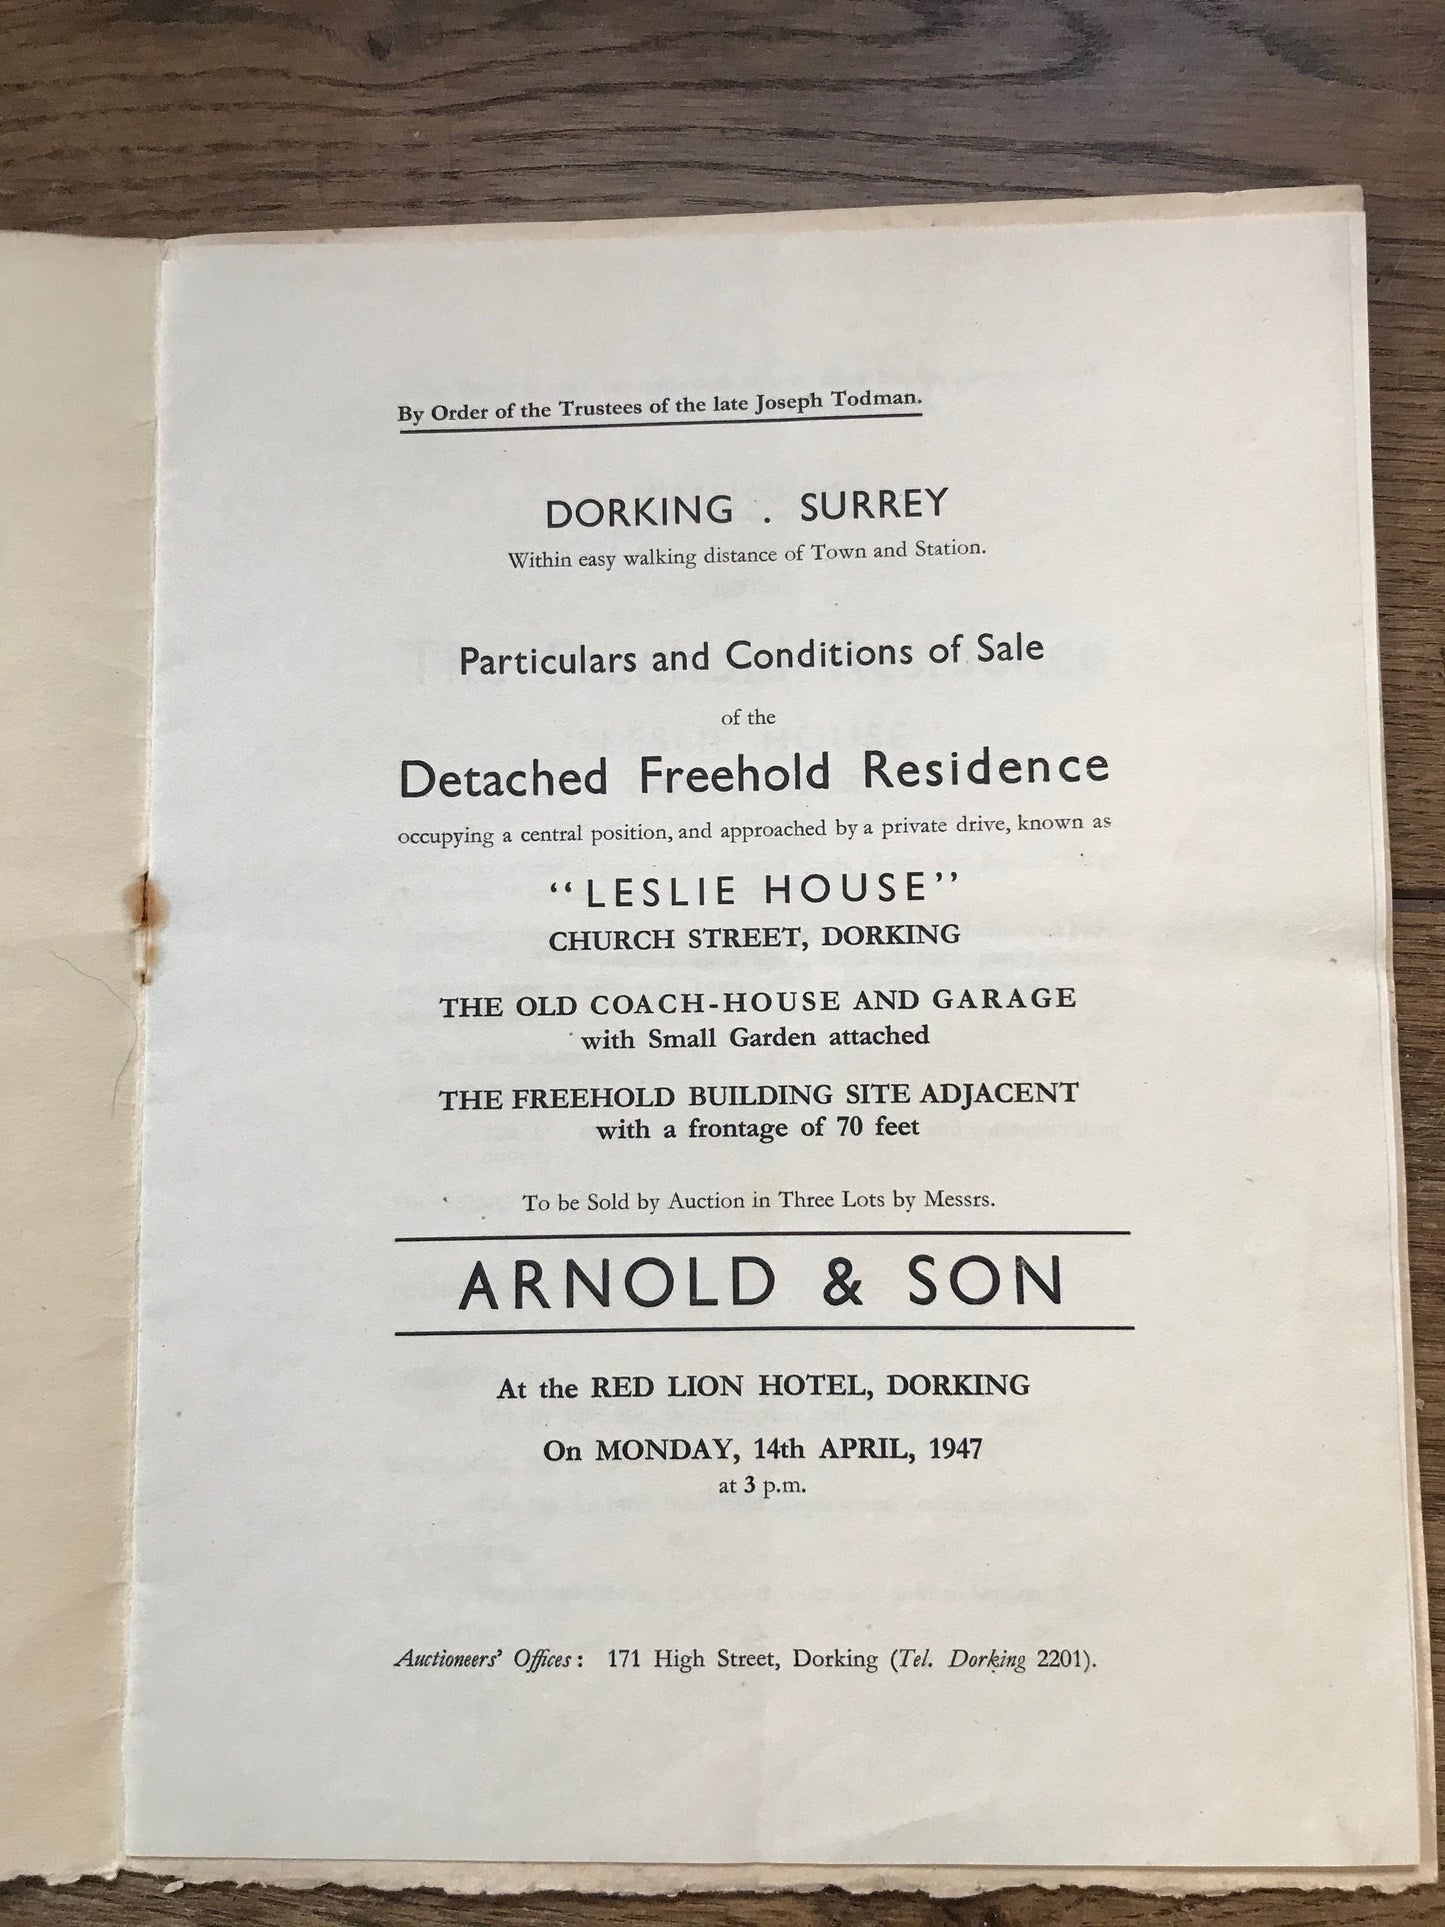 By Order of the Trustees of the late Joseph Todman.
DORKING . SURREY
Within easy walking distance of Town and Station.
Particulars and Conditions of Sale
of the
Detached Freehold Residence
occupying a central position, and approached by a private drive, known as
“LESLIE HOUSE”
CHURCH STREET, DORKING
THE OLD COACH-HOUSE AND GARAGE
with Small Garden attached
THE FREEHOLD BUILDING SITE ADJACENT
with a frontage of 70 feet
To be Sold by Auction in Three Lots by Messrs.
ARNOLD & SON
At the RED LION HOTEL, DORKING
On MONDAY, 14th APRIL, 1947
at 3 p.m.
Auctioneers’ Offices : 171 High Street, Dorking (Tel. Dorking 2201).